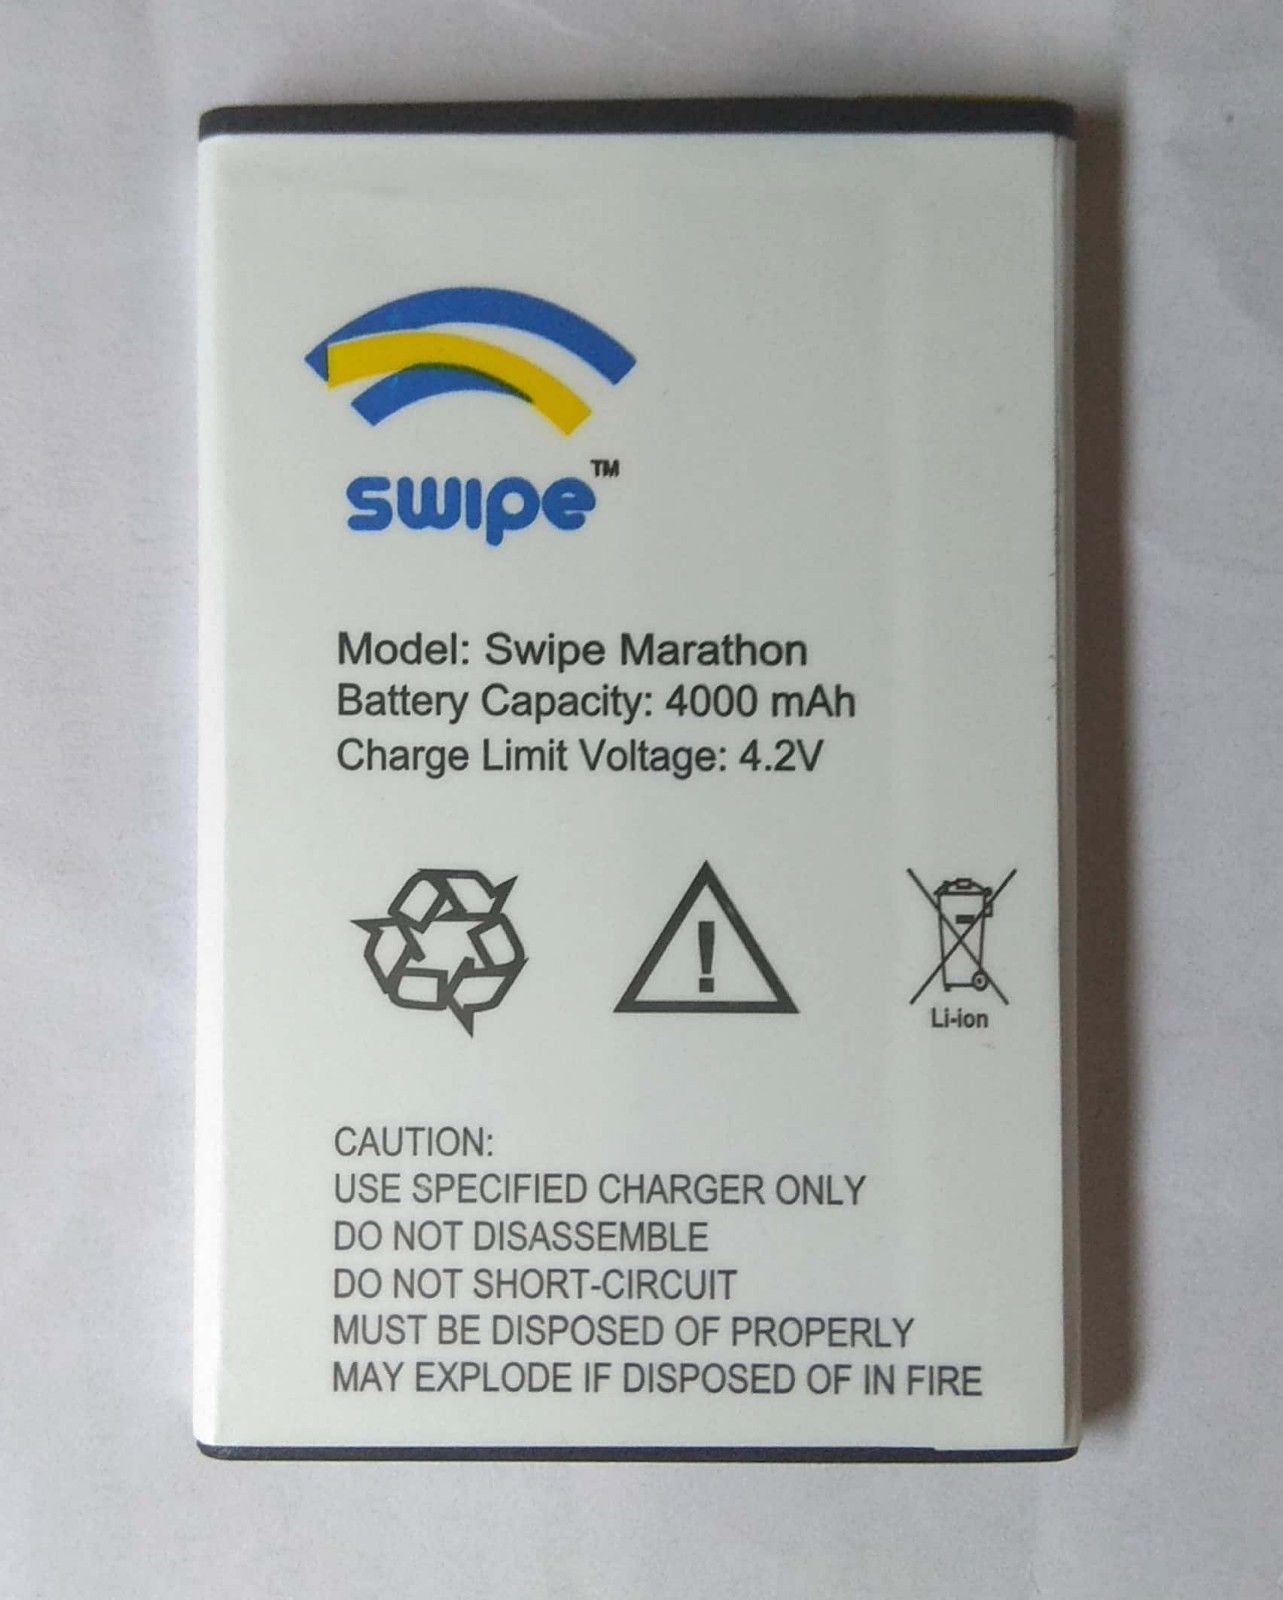 swipe™
Model: Swipe Marathon
Battery Capacity: 4000 mAh
Charge Limit Voltage: 4.2V
Li-ion
CAUTION:
USE SPECIFIED CHARGER ONLY
DO NOT DISASSEMBLE
DO NOT SHORT-CIRCUIT
MUST BE DISPOSED OF PROPERLY
MAY EXPLODE IF DISPOSED OF IN FIRE